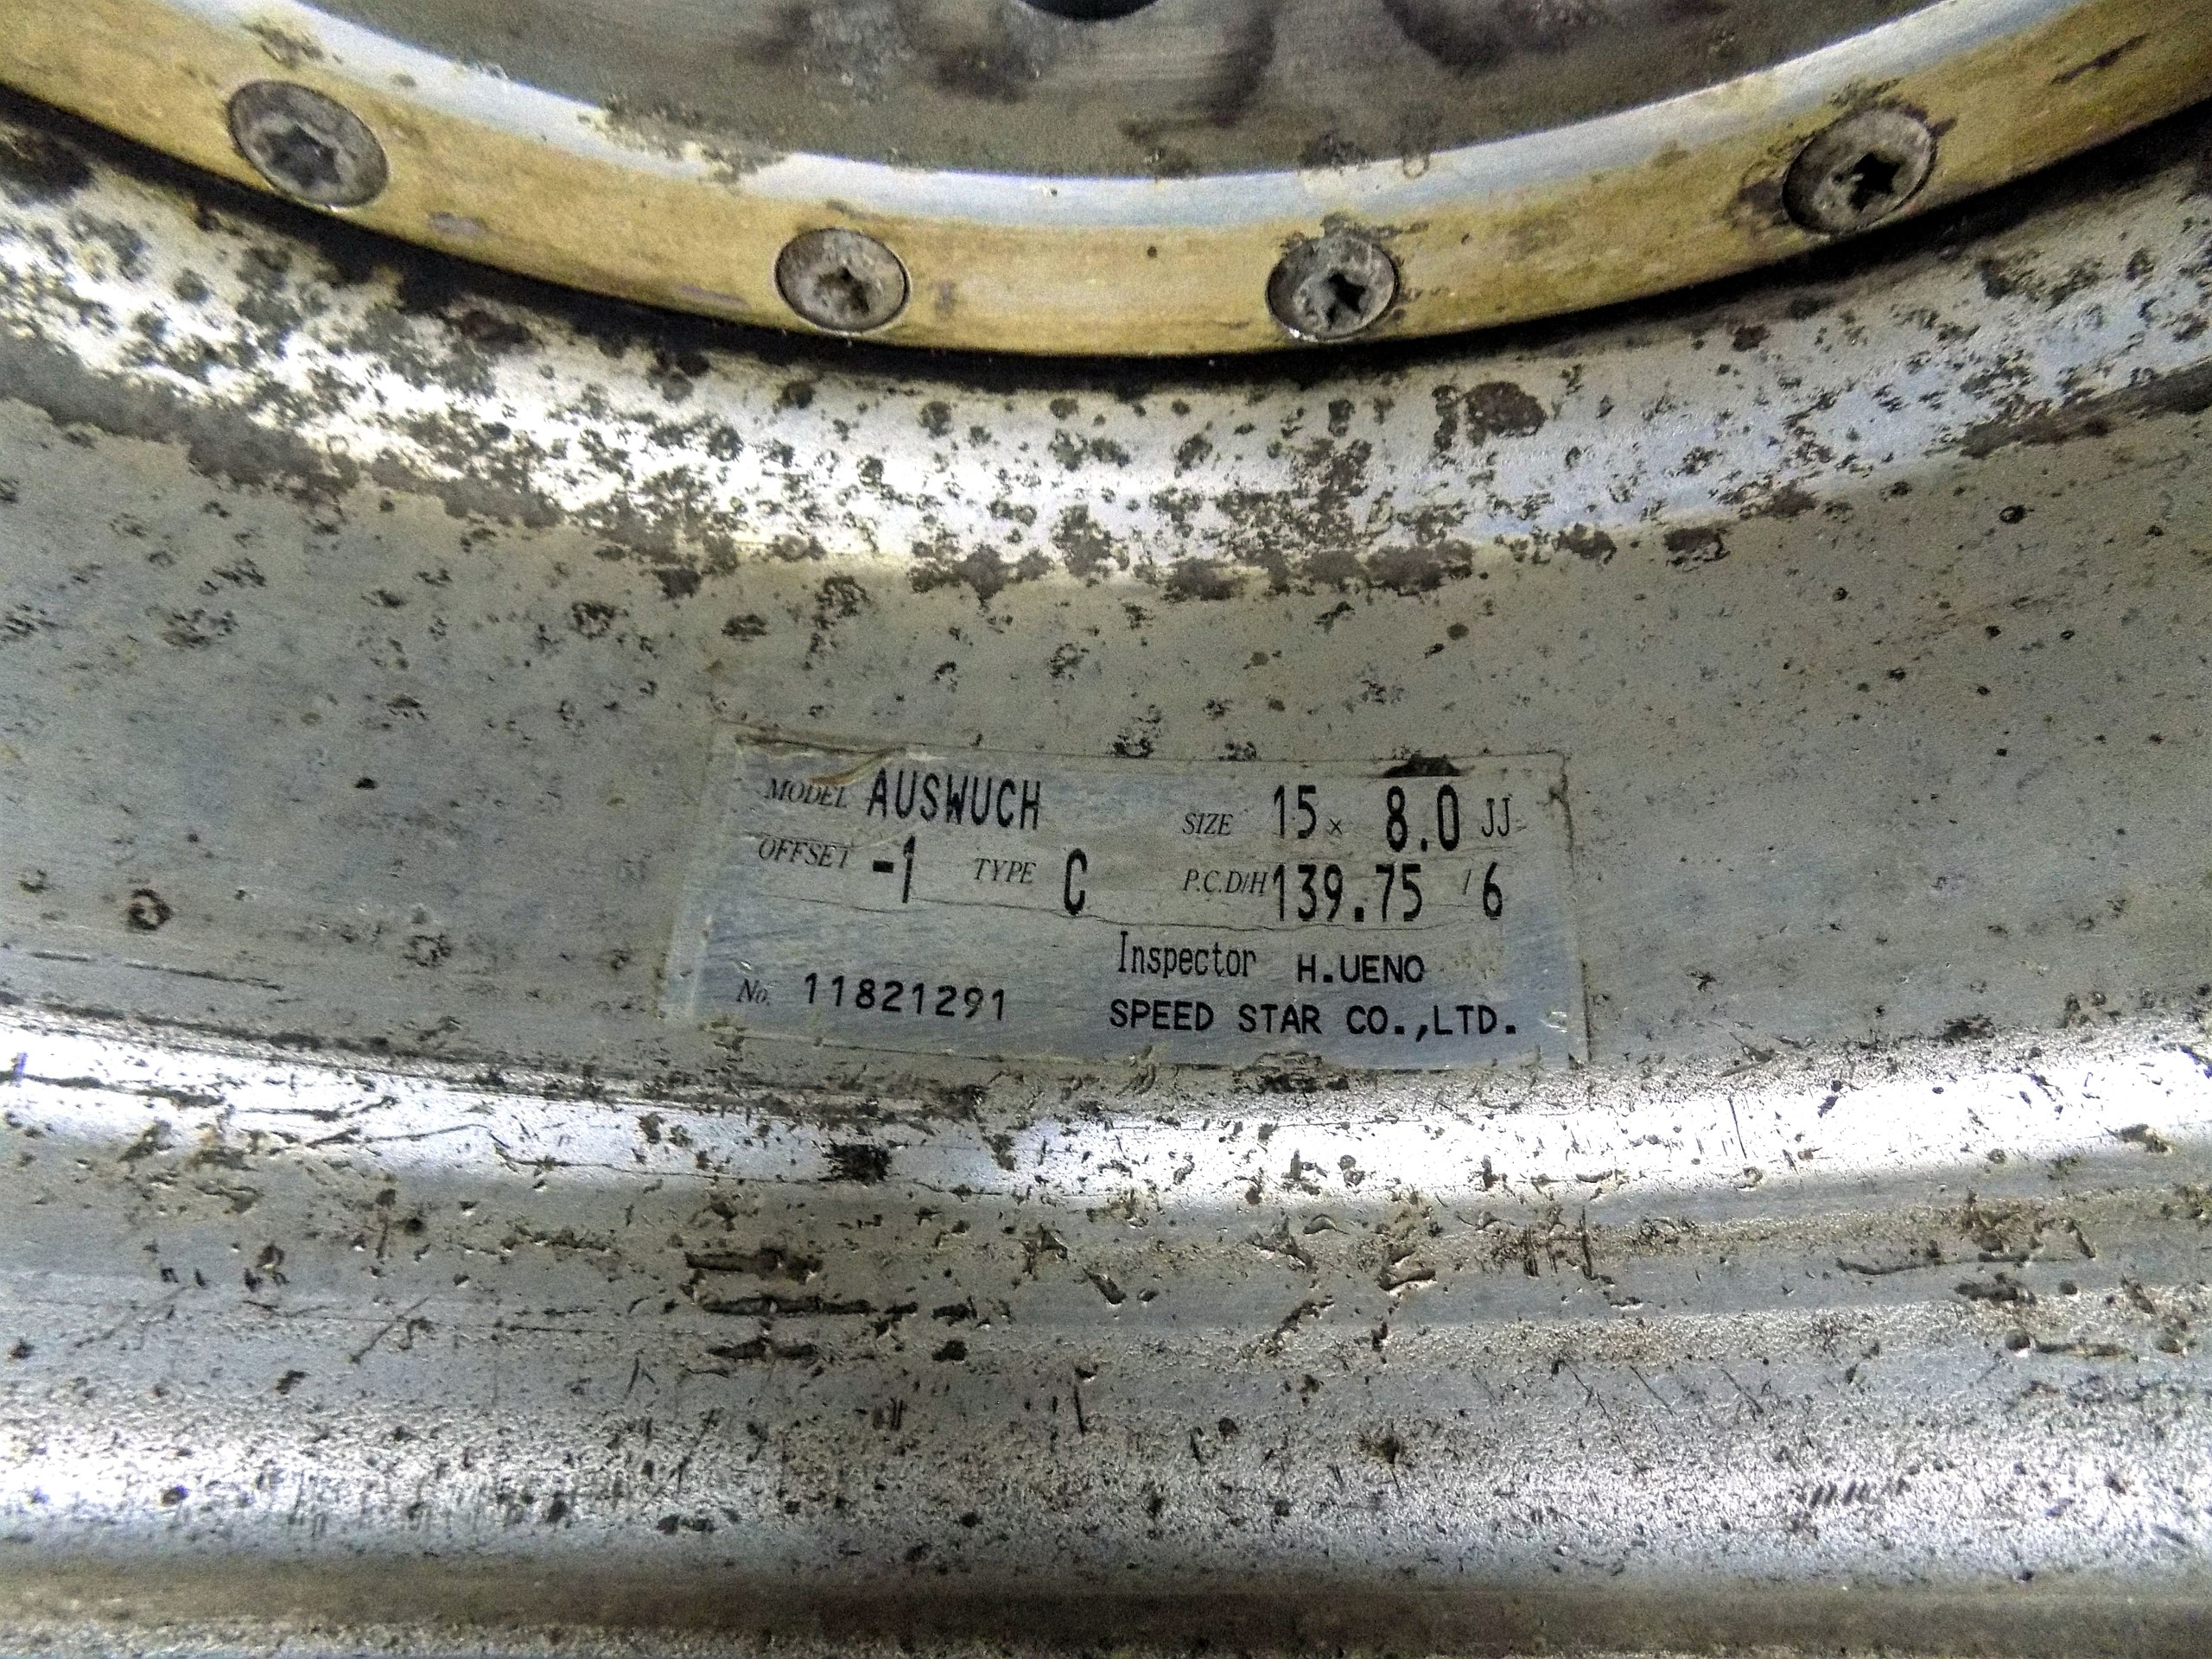 MODEL AUSWUCH SIZE 15 x 8.0 JJ
OFFSET -1 TYPE C P.C.D/H 139.75 / 6
Inspector H.UENO
No. 11821291 SPEED STAR CO.,LTD.